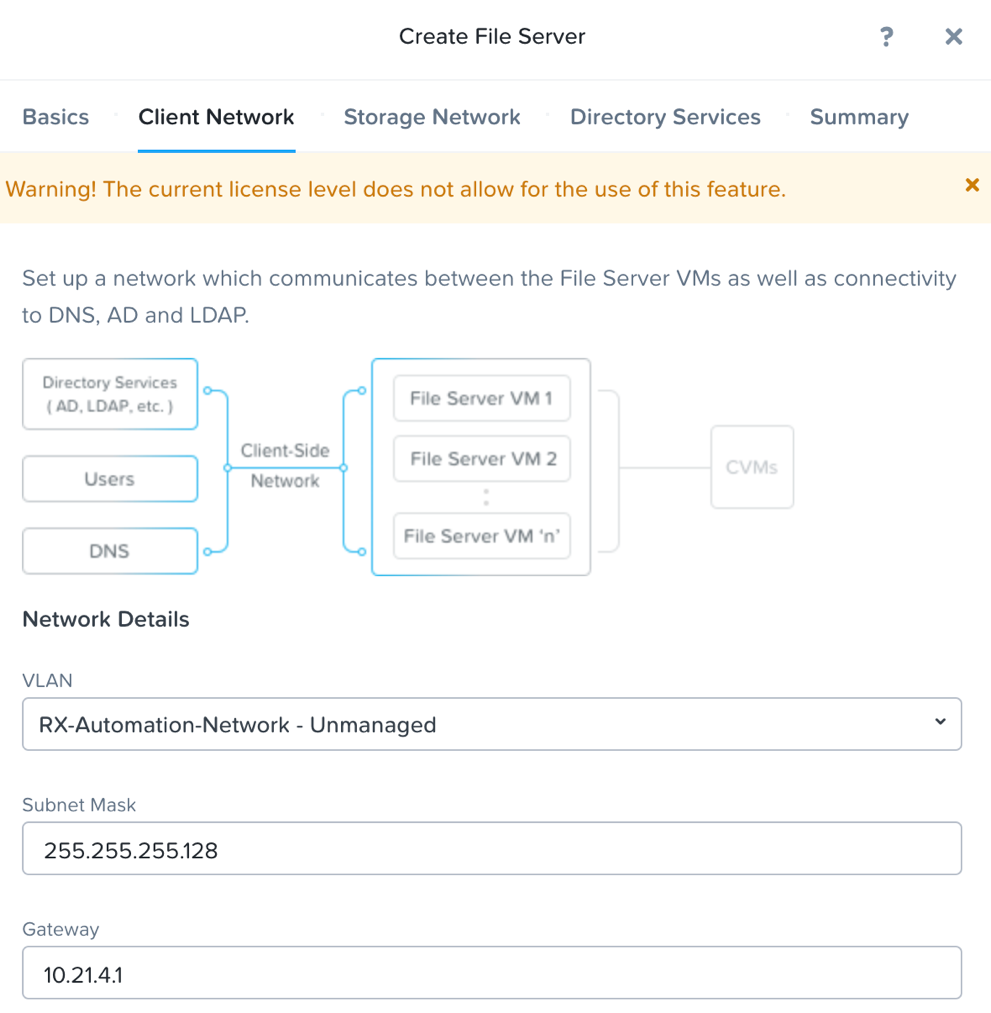 Create File Server
?
Basics
Client Network
Storage Network
Directory Services
Summary
Warning! The current license level does not allow for the use of this feature.
Set up a network which communicates between the File Server VMs as well as connectivity
to DNS, AD and LDAP.
Directory Services
( AD, LDAP, etc. )
Users
DNS
Client-Side
Network
File Server VM 1
File Server VM 2
File Server VM ‘n’
CVMs
Network Details
VLAN
RX-Automation-Network - Unmanaged
Subnet Mask
255.255.255.128
Gateway
10.21.4.1